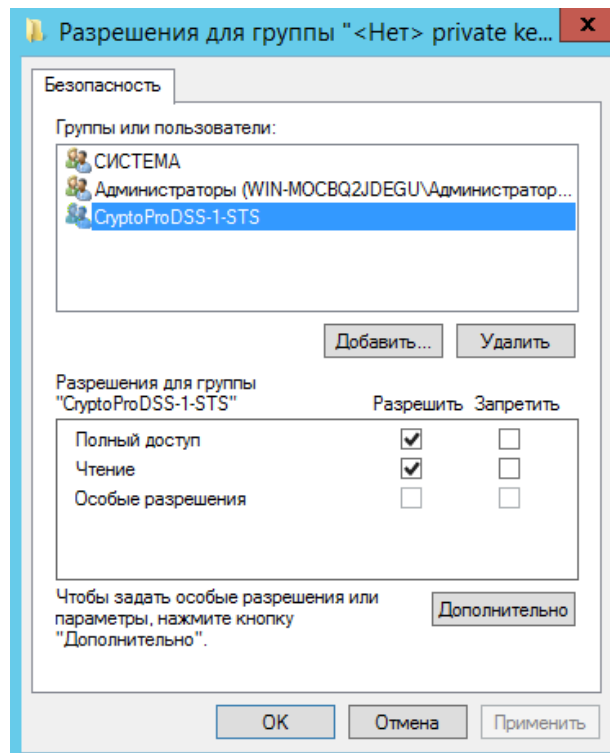 Разрешения для группы "<Нет> private ke...
Безопасность
Группы или пользователи:
СИСТЕМА
Администраторы (WIN-MOCBQ2JDEGU\Администратор...
CryptoProDSS-1-STS
Добавить... Удалить
Разрешения для группы
"CryptoProDSS-1-STS" Разрешить Запретить
Полный доступ
Чтение
Особые разрешения
Чтобы задать особые разрешения или
параметры, нажмите кнопку
"Дополнительно".
Дополнительно
OK Отмена Применить